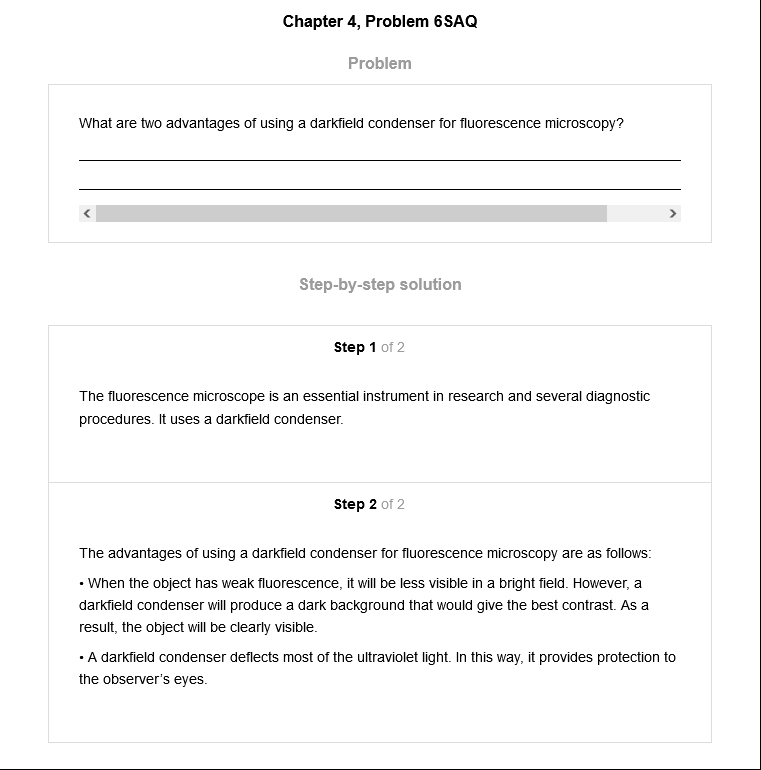 Chapter 4, Problem 6SAQ
Problem
What are two advantages of using a darkfield condenser for fluorescence microscopy?
Step-by-step solution
Step 1 of 2
The fluorescence microscope is an essential instrument in research and several diagnostic
procedures. It uses a darkfield condenser.
Step 2 of 2
The advantages of using a darkfield condenser for fluorescence microscopy are as follows:
• When the object has weak fluorescence, it will be less visible in a bright field. However, a
darkfield condenser will produce a dark background that would give the best contrast. As a
result, the object will be clearly visible.
• A darkfield condenser deflects most of the ultraviolet light. In this way, it provides protection to
the observer’s eyes.